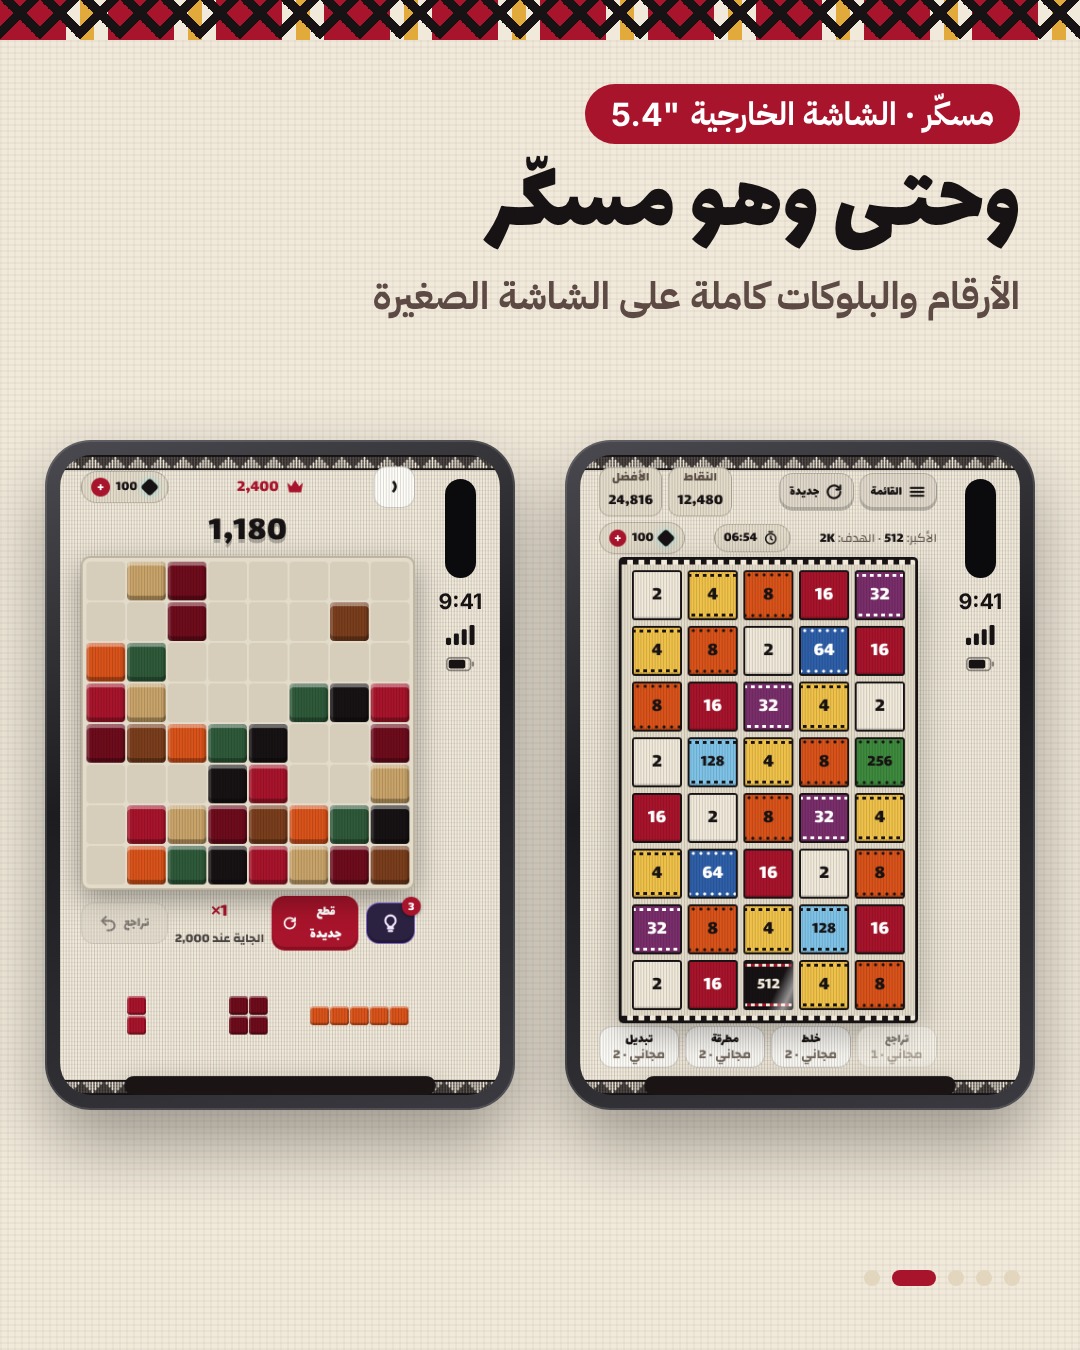 مسكّر · الشاشة الخارجية "5.4
وحتى وهو مسكّر
الأرقام والبلوكات كاملة على الشاشة الصغيرة
القائمة
جديدة
النقاط
12,480
الأفضل
24,816
الأكبر: 512 · الهدف: 2K
06:54
100
9:41
2 4 8 16 32
4 8 2 64 16
8 16 32 4 2
2 128 4 8 256
16 2 8 32 4
4 64 16 2 8
32 8 4 128 16
2 16 512 4 8
تراجع
مجاني · 1
خلط
مجاني · 2
مطرقة
مجاني · 2
تبديل
مجاني · 2
2,400
100
1,180
9:41
3
قطع جديدة
×1
الجاية عند 2,000
تراجع